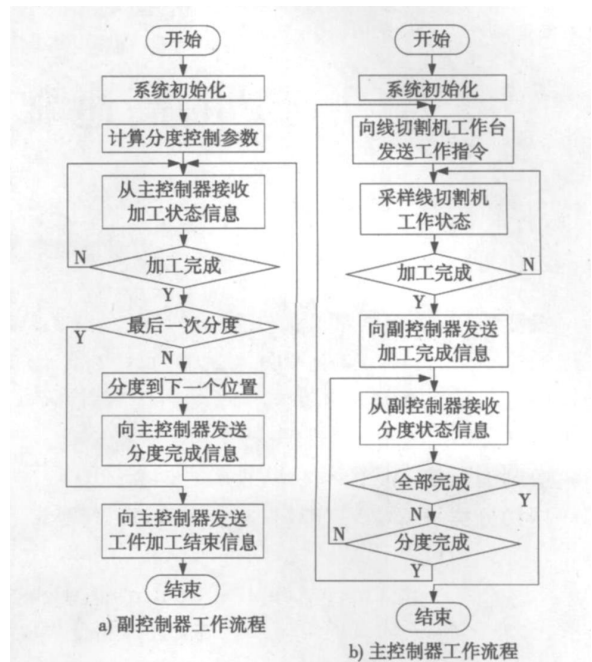 开始
系统初始化
计算分度控制参数
从主控制器接收
加工状态信息
N
加工完成
Y
最后一次分度
Y
N
分度到下一个位置
向主控制器发送
分度完成信息
向主控制器发送
工件加工结束信息
结束
a) 副控制器工作流程
开始
系统初始化
向线切割机工作台
发送工作指令
采样线切割机
工作状态
加工完成
N
Y
向副控制器发送
加工完成信息
从副控制器接收
分度状态信息
全部完成
Y
N
N
分度完成
Y
结束
b) 主控制器工作流程